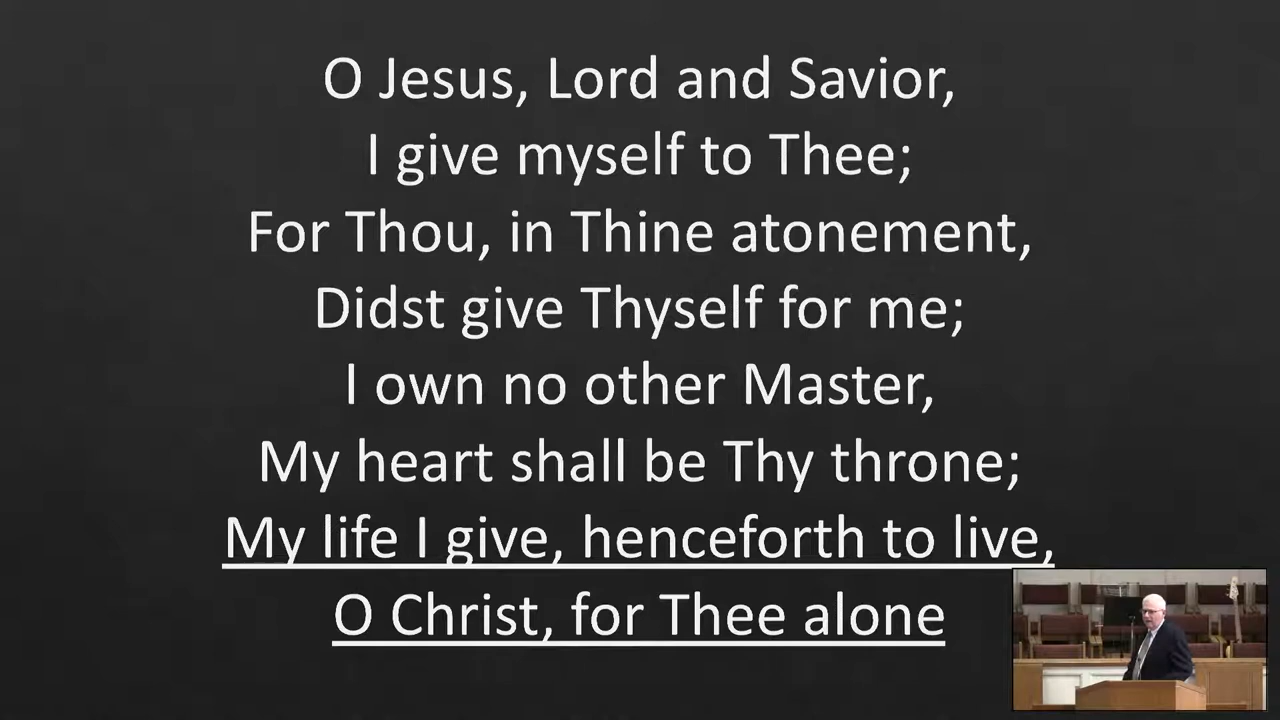 O Jesus, Lord and Savior,
I give myself to Thee;
For Thou, in Thine atonement,
Didst give Thyself for me;
I own no other Master,
My heart shall be Thy throne;
My life I give, henceforth to live,
O Christ, for Thee alone